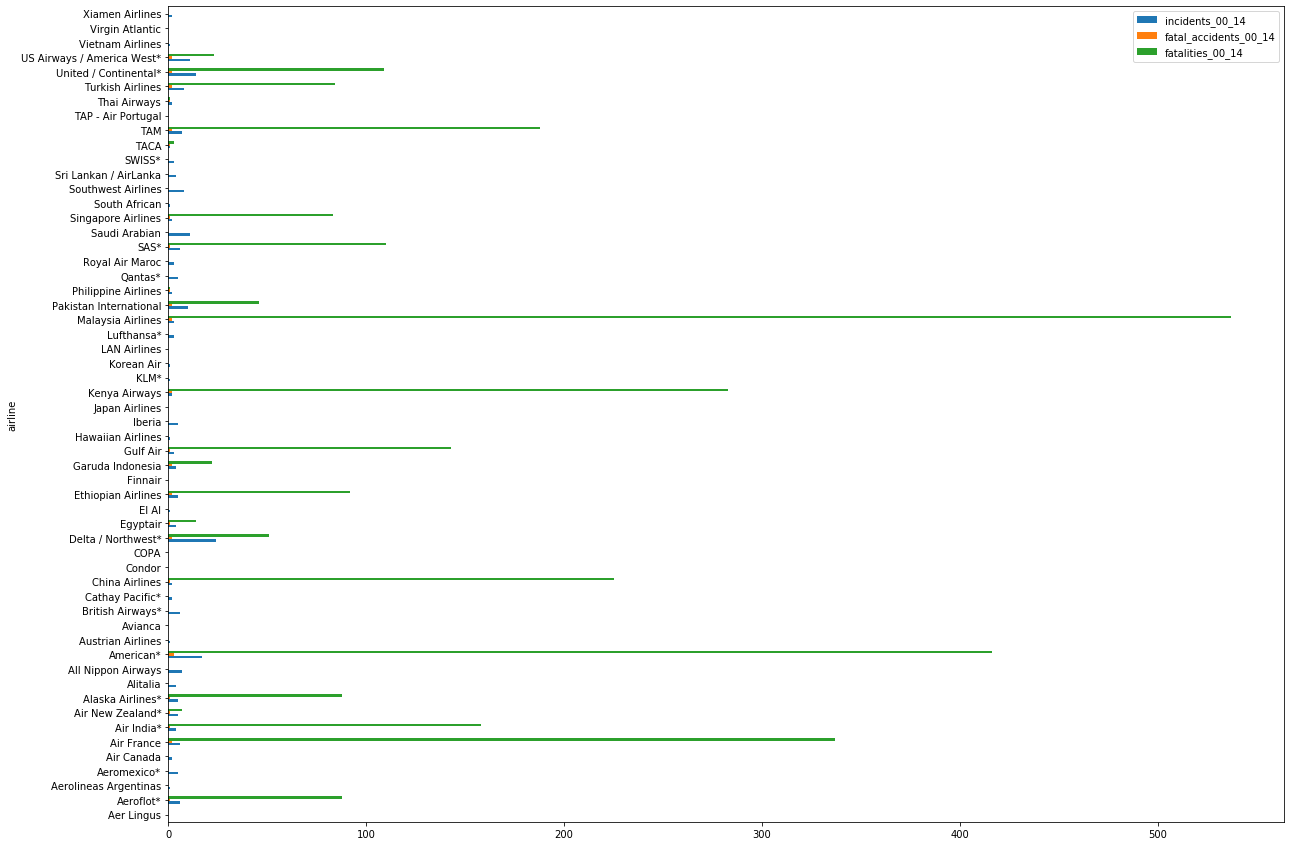 Xiamen Airlines
Virgin Atlantic
Vietnam Airlines
US Airways / America West*
United / Continental*
Turkish Airlines
Thai Airways
TAP - Air Portugal
TAM
TACA
SWISS*
Sri Lankan / AirLanka
Southwest Airlines
South African
Singapore Airlines
Saudi Arabian
SAS*
Royal Air Maroc
Qantas*
Philippine Airlines
Pakistan International
Malaysia Airlines
Lufthansa*
LAN Airlines
Korean Air
KLM*
Kenya Airways
Japan Airlines
Iberia
Hawaiian Airlines
Gulf Air
Garuda Indonesia
Finnair
Ethiopian Airlines
El Al
Egyptair
Delta / Northwest*
COPA
Condor
China Airlines
Cathay Pacific*
British Airways*
Avianca
Austrian Airlines
American*
All Nippon Airways
Alitalia
Alaska Airlines*
Air New Zealand*
Air India*
Air France
Air Canada
Aeromexico*
Aerolineas Argentinas
Aeroflot*
Aer Lingus
airline
0 100 200 300 400 500
incidents_00_14
fatal_accidents_00_14
fatalities_00_14